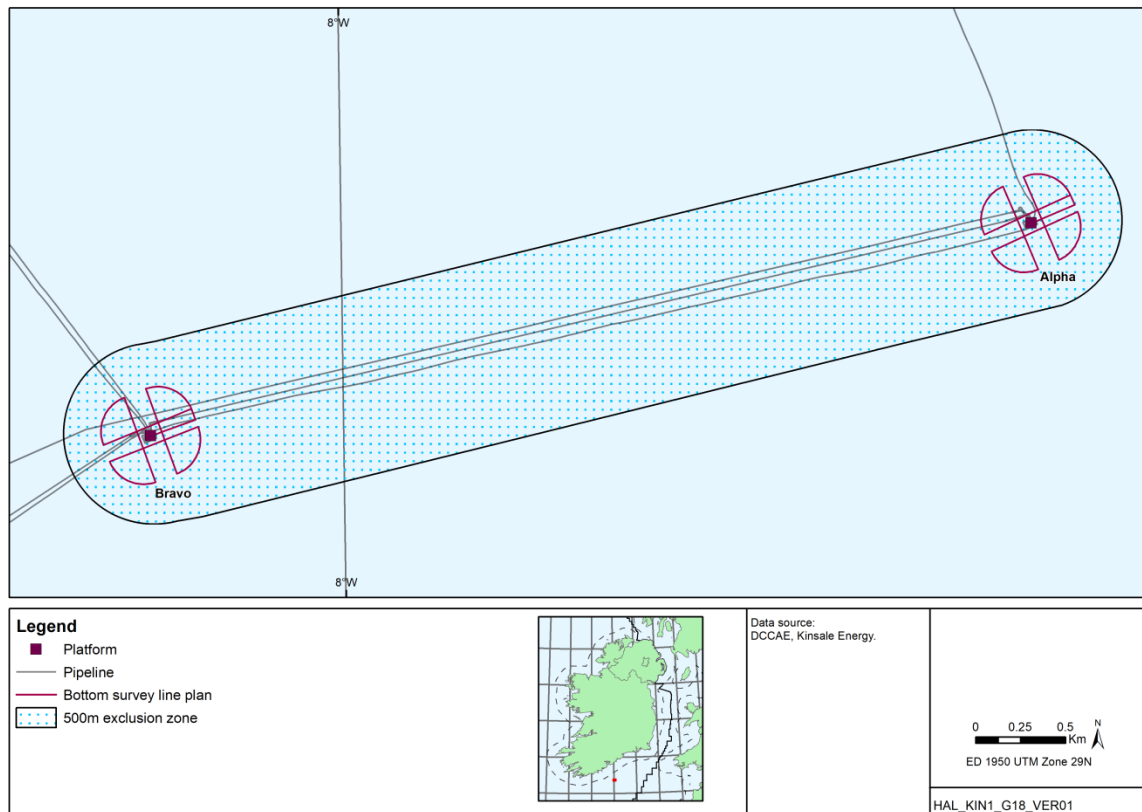 8°W
Alpha
Bravo
8°W
Legend
Platform
Pipeline
Bottom survey line plan
500m exclusion zone
Data source:
DCCAE, Kinsale Energy.
0 0.25 0.5
Km
N
ED 1950 UTM Zone 29N
HAL_KIN1_G18_VER01